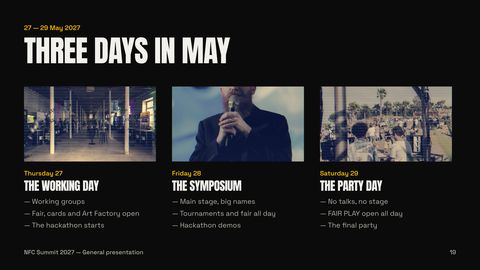 27 — 29 May 2027
THREE DAYS IN MAY
Thursday 27
THE WORKING DAY
— Working groups
— Fair, cards and Art Factory open
— The hackathon starts
Friday 28
THE SYMPOSIUM
— Main stage, big names
— Tournaments and fair all day
— Hackathon demos
Saturday 29
THE PARTY DAY
— No talks, no stage
— FAIR PLAY open all day
— The final party
NFC Summit 2027 — General presentation
19